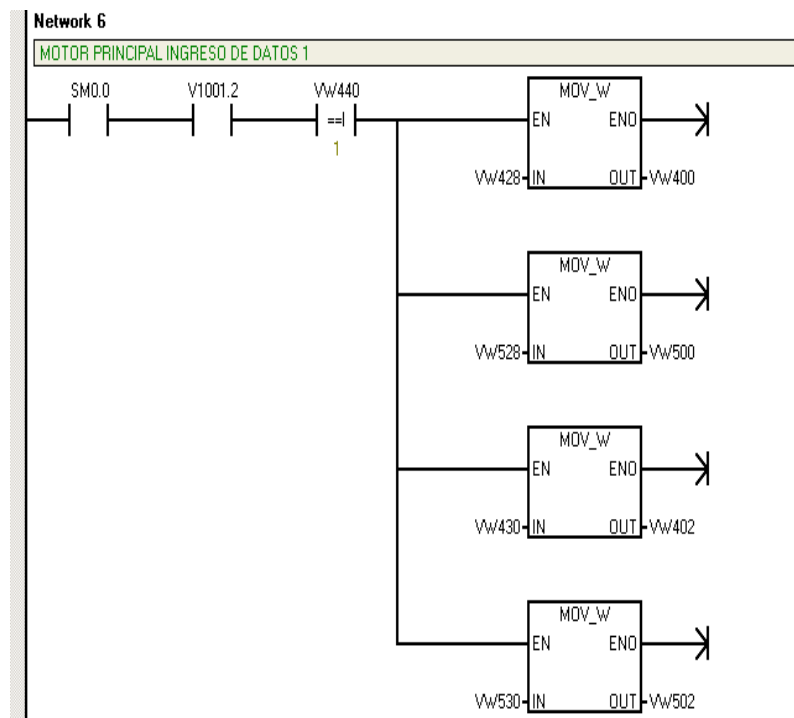 Network 6
MOTOR PRINCIPAL INGRESO DE DATOS 1
SM0.0 V1001.2 VW440
==I
1
MOV_W
EN ENO
VW428 IN OUT VW400
MOV_W
EN ENO
VW528 IN OUT VW500
MOV_W
EN ENO
VW430 IN OUT VW402
MOV_W
EN ENO
VW530 IN OUT VW502